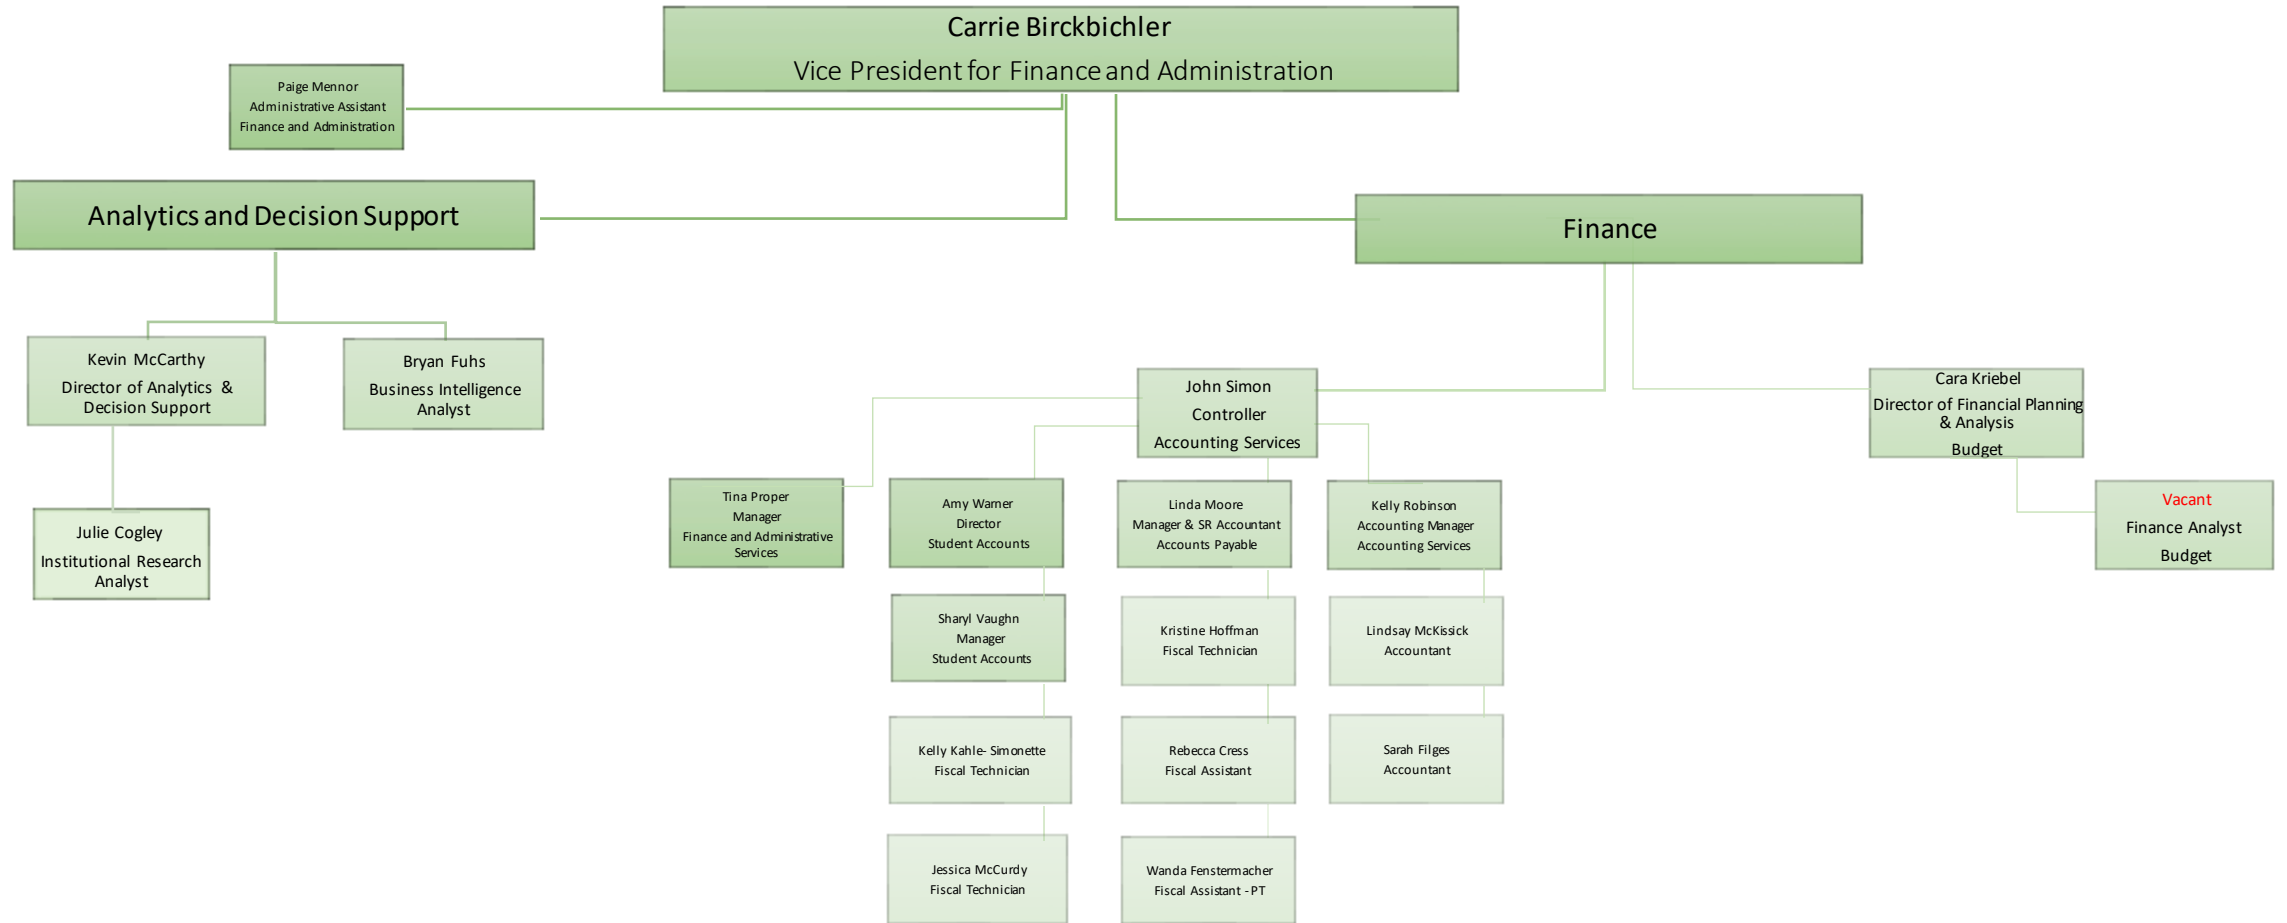 Carrie Birckbichler
Vice President for Finance and Administration
Paige Mennor
Administrative Assistant
Finance and Administration
Analytics and Decision Support
Finance
Kevin McCarthy
Director of Analytics &
Decision Support
Bryan Fuhs
Business Intelligence
Analyst
Julie Cogley
Institutional Research
Analyst
John Simon
Controller
Accounting Services
Cara Kriebel
Director of Financial Planning
& Analysis
Budget
Vacant
Finance Analyst
Budget
Tina Proper
Manager
Finance and Administrative
Services
Amy Warner
Director
Student Accounts
Linda Moore
Manager & SR Accountant
Accounts Payable
Kelly Robinson
Accounting Manager
Accounting Services
Sharyl Vaughn
Manager
Student Accounts
Kristine Hoffman
Fiscal Technician
Lindsay McKissick
Accountant
Kelly Kahle- Simonette
Fiscal Technician
Rebecca Cress
Fiscal Assistant
Sarah Filges
Accountant
Jessica McCurdy
Fiscal Technician
Wanda Fenstermacher
Fiscal Assistant - PT